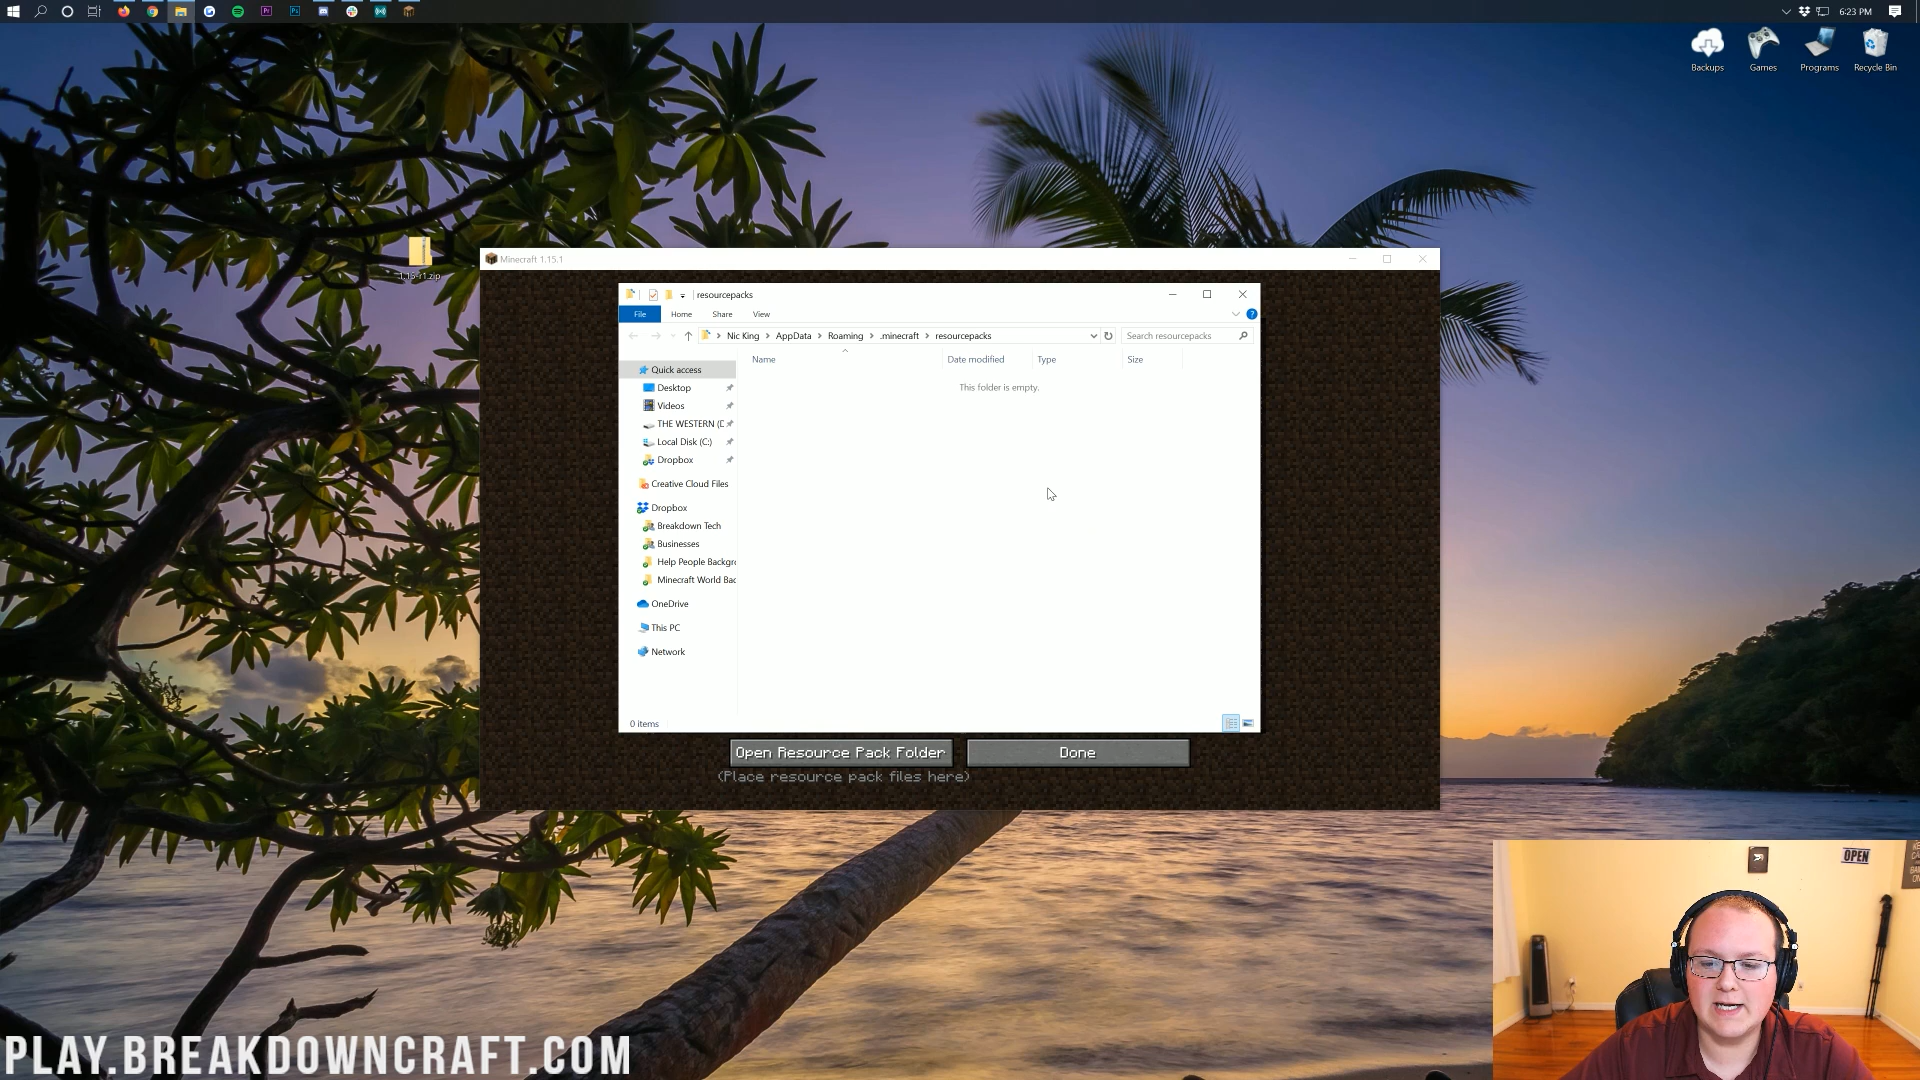 6:23 PM
Backups
Games
Programs
Recycle Bin
1.15-r1.zip
Minecraft 1.15.1
resourcepacks
File
Home
Share
View
Nic King
AppData
Roaming
.minecraft
resourcepacks
Search resourcepacks
Name
Date modified
Type
Size
This folder is empty.
Quick access
Desktop
Videos
THE WESTERN (D
Local Disk (C:)
Dropbox
Creative Cloud Files
Dropbox
Breakdown Tech
Businesses
Help People Backgro
Minecraft World Bac
OneDrive
This PC
Network
0 items
Open Resource Pack Folder
Done
(Place resource pack files here)
OPEN
PLAY.BREAKDOWNCRAFT.COM